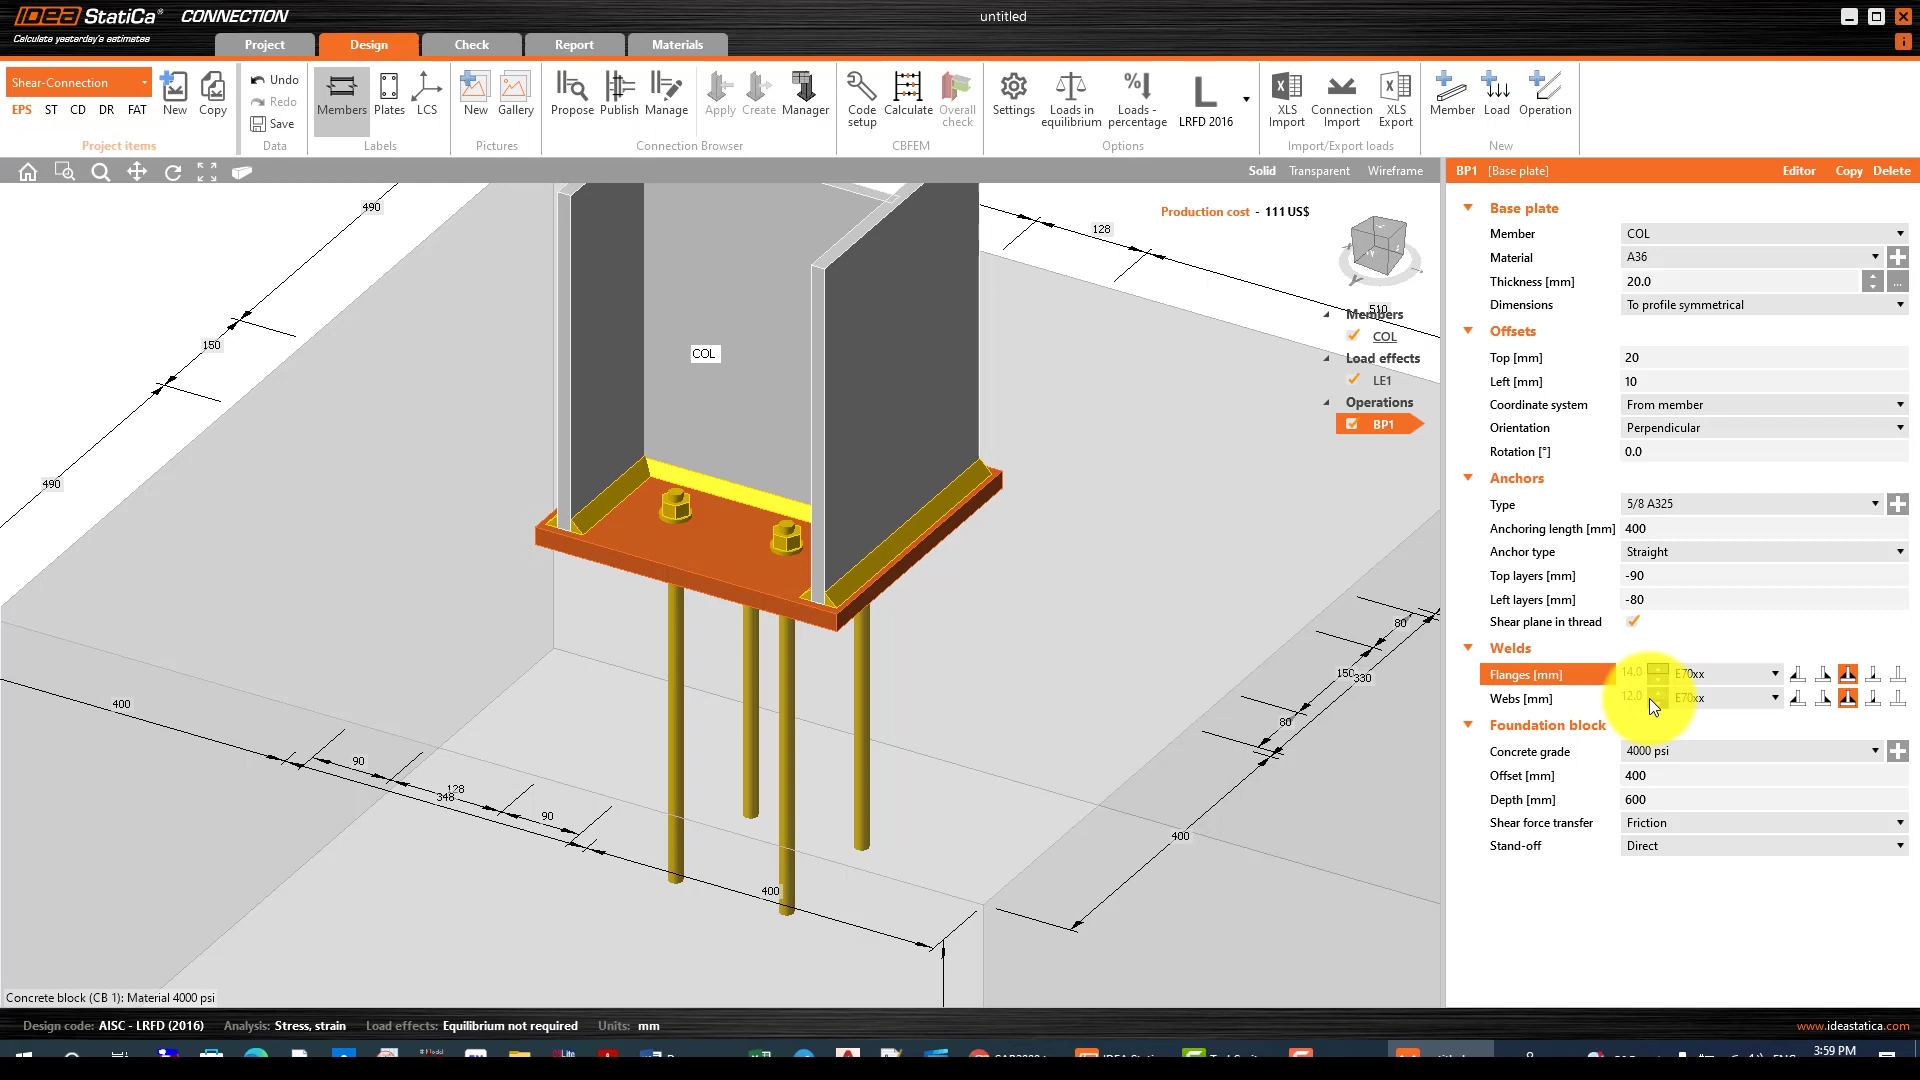 IDEA StatiCa® CONNECTION
Calculate yesterday's estimates
untitled
Project Design Check Report Materials
Shear-Connection
EPS ST CD DR FAT
New Copy
Project items
Undo
Redo
Save
Data
Members Plates LCS
Labels
New Gallery
Pictures
Propose Publish Manage Apply Create Manager
Connection Browser
Code setup Calculate Overall check
CBFEM
Settings Loads in equilibrium Loads - percentage LRFD 2016
Options
XLS Import Connection Import XLS Export
Import/Export loads
Member Load Operation
New
Solid Transparent Wireframe
BP1 [Base plate] Editor Copy Delete
Production cost - 111 US$
490
128
150
510
490
COL
Members
COL
Load effects
LE1
Operations
BP1
80
150
330
80
400
400
90
128
348
90
400
Concrete block (CB 1): Material 4000 psi
Base plate
Member COL
Material A36
Thickness [mm] 20.0 ...
Dimensions To profile symmetrical
Offsets
Top [mm] 20
Left [mm] 10
Coordinate system From member
Orientation Perpendicular
Rotation [°] 0.0
Anchors
Type 5/8 A325
Anchoring length [mm] 400
Anchor type Straight
Top layers [mm] -90
Left layers [mm] -80
Shear plane in thread
Welds
Flanges [mm] 14.0 E70xx
Webs [mm] 12.0 E70xx
Foundation block
Concrete grade 4000 psi
Offset [mm] 400
Depth [mm] 600
Shear force transfer Friction
Stand-off Direct
Design code: AISC - LRFD (2016) Analysis: Stress, strain Load effects: Equilibrium not required Units: mm
www.ideastatica.com
3:59 PM